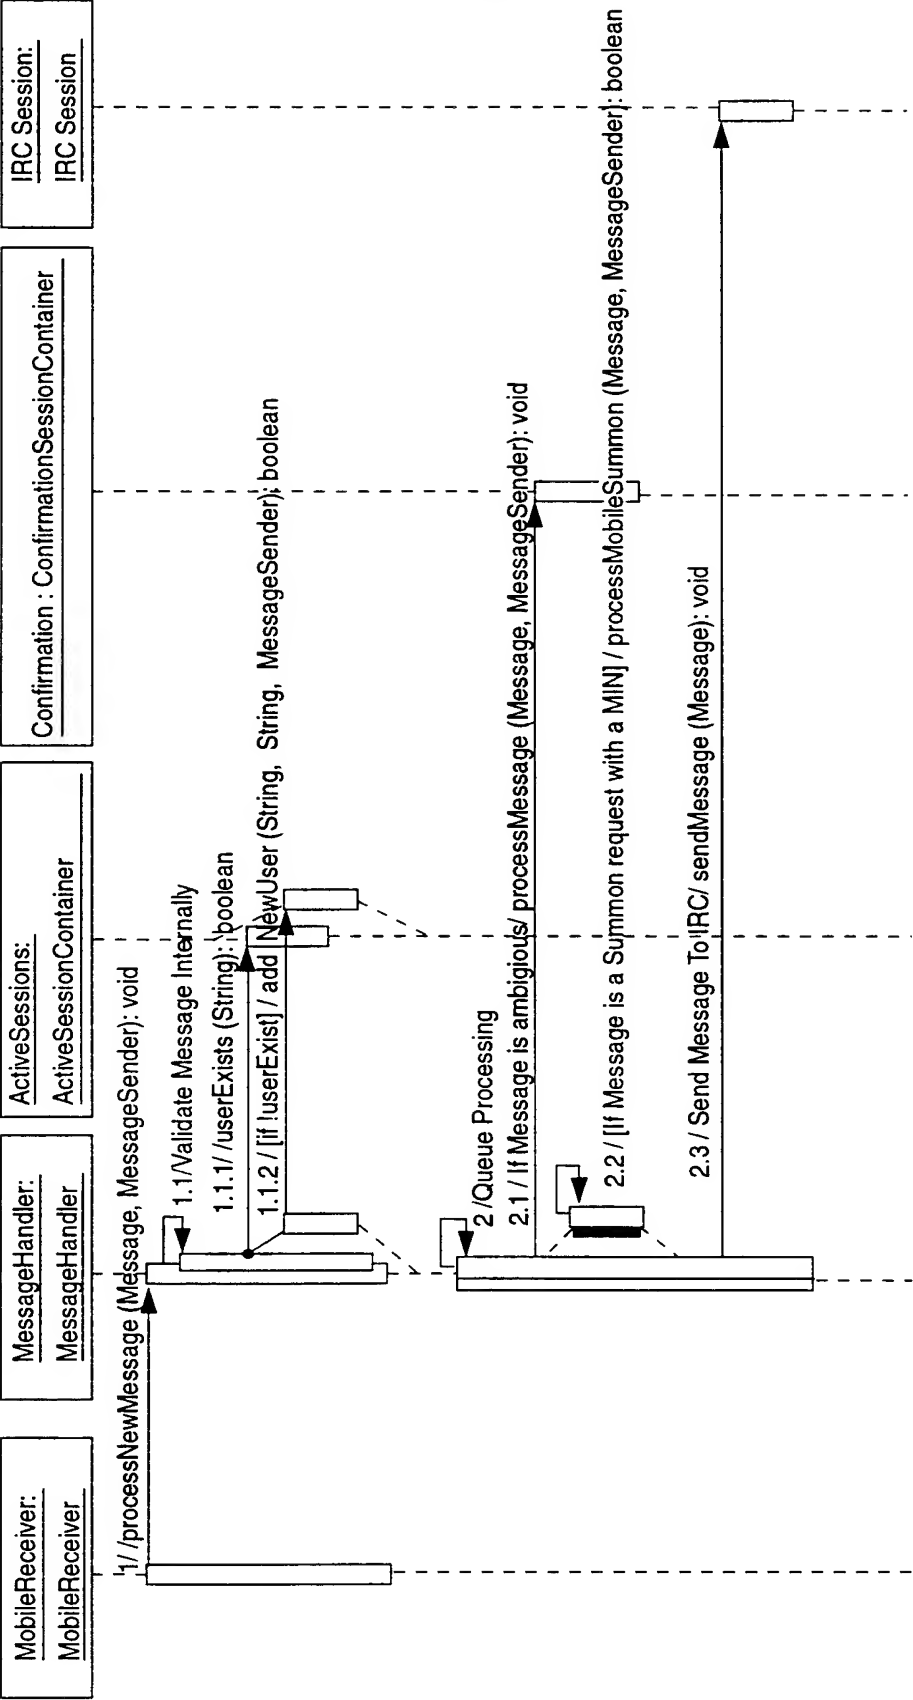 MobileReceiver:
MobileReceiver
MessageHandler:
MessageHandler
ActiveSessions:
ActiveSessionContainer
Confirmation : ConfirmationSessionContainer
IRC Session:
IRC Session
1/ /processNewMessage (Message, MessageSender): void
1.1/Validate Message Internally
1.1.1/ /userExists (String) : boolean
1.1.2 / [if !userExist] / add NewUser (String, String, MessageSender): boolean
2 /Queue Processing
2.1 / If Message is ambigious/ processMessage (Message, MessageSender): void
2.2 / [If Message is a Summon request with a MIN] / processMobileSummon (Message, MessageSender): boolean
2.3 / Send Message To IRC/ sendMessage (Message): void